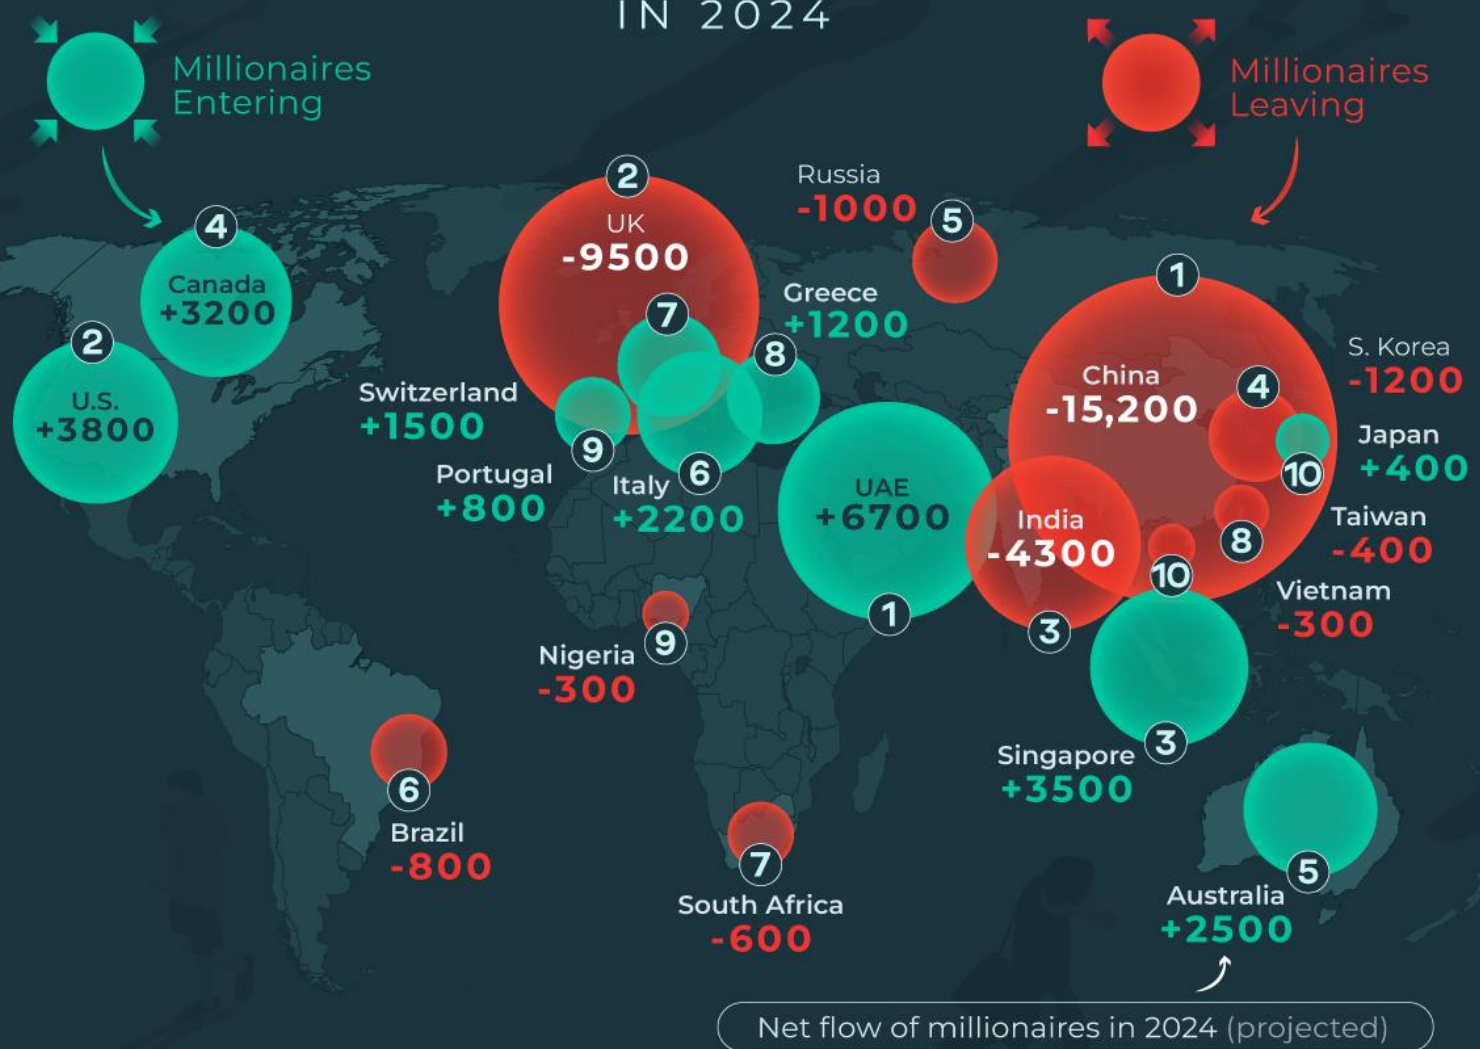 IN 2024
Millionaires
Entering
Millionaires
Leaving
4
Canada
+3200
2
U.S.
+3800
2
UK
-9500
Russia
-1000
5
7
Switzerland
+1500
Greece
+1200
8
9
Portugal
+800
Italy
6
+2200
UAE
+6700
1
1
China
-15,200
4
S. Korea
-1200
Japan
+400
10
India
-4300
3
Taiwan
-400
8
10
Vietnam
-300
9
Nigeria
-300
6
Brazil
-800
7
South Africa
-600
Singapore
3
+3500
5
Australia
+2500
Net flow of millionaires in 2024 (projected)